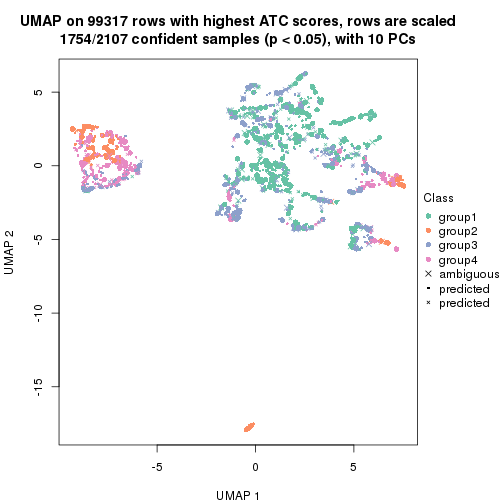 UMAP on 99317 rows with highest ATC scores, rows are scaled
1754/2107 confident samples (p < 0.05), with 10 PCs
5
0
-5
-10
-15
UMAP 2
-5
0
5
UMAP 1
Class
group1
group2
group3
group4
ambiguous
predicted
predicted